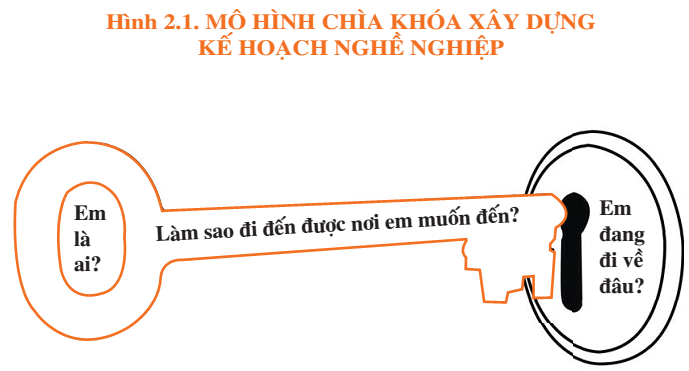 Hình 2.1. MÔ HÌNH CHÌA KHÓA XÂY DỰNG
KẾ HOẠCH NGHỀ NGHIỆP
Em
là
ai?
Làm sao đi đến được nơi em muốn đến?
Em
đang
đi về
đâu?